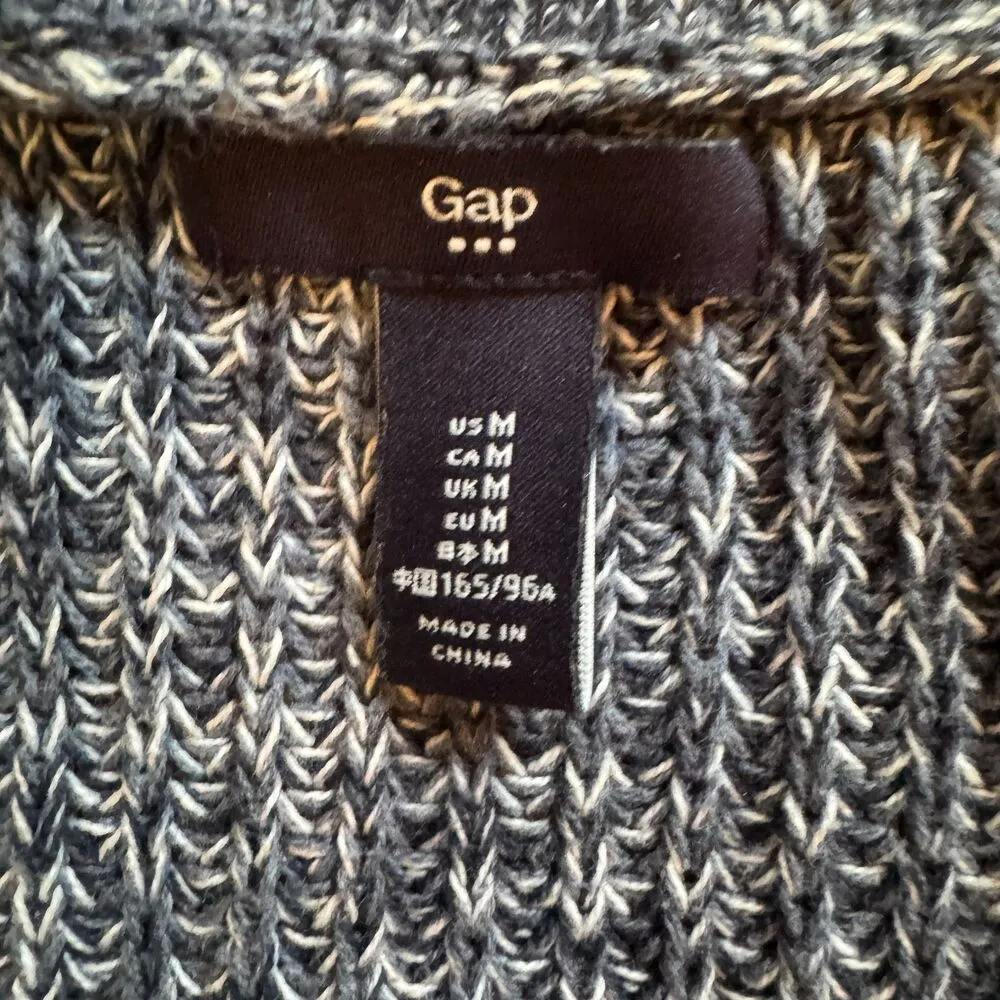 Gap
US M
CA M
UK M
EU M
日本 M
中国 165/96A
MADE IN
CHINA